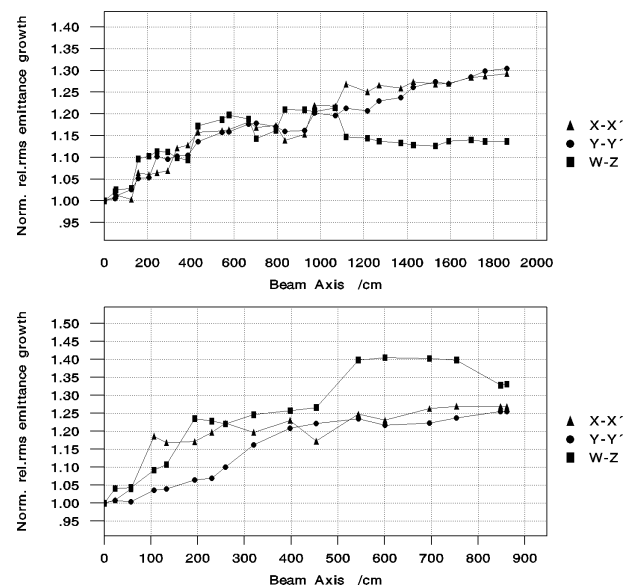 Norm. rel.rms emittance growth
1.40
1.35
1.30
1.25
1.20
1.15
1.10
1.05
1.00
.95
0 200 400 600 800 1000 1200 1400 1600 1800 2000
Beam Axis /cm
X-X´
Y-Y´
W-Z
Norm. rel.rms emittance growth
1.50
1.45
1.40
1.35
1.30
1.25
1.20
1.15
1.10
1.05
1.00
.95
0 100 200 300 400 500 600 700 800 900
Beam Axis /cm
X-X´
Y-Y´
W-Z